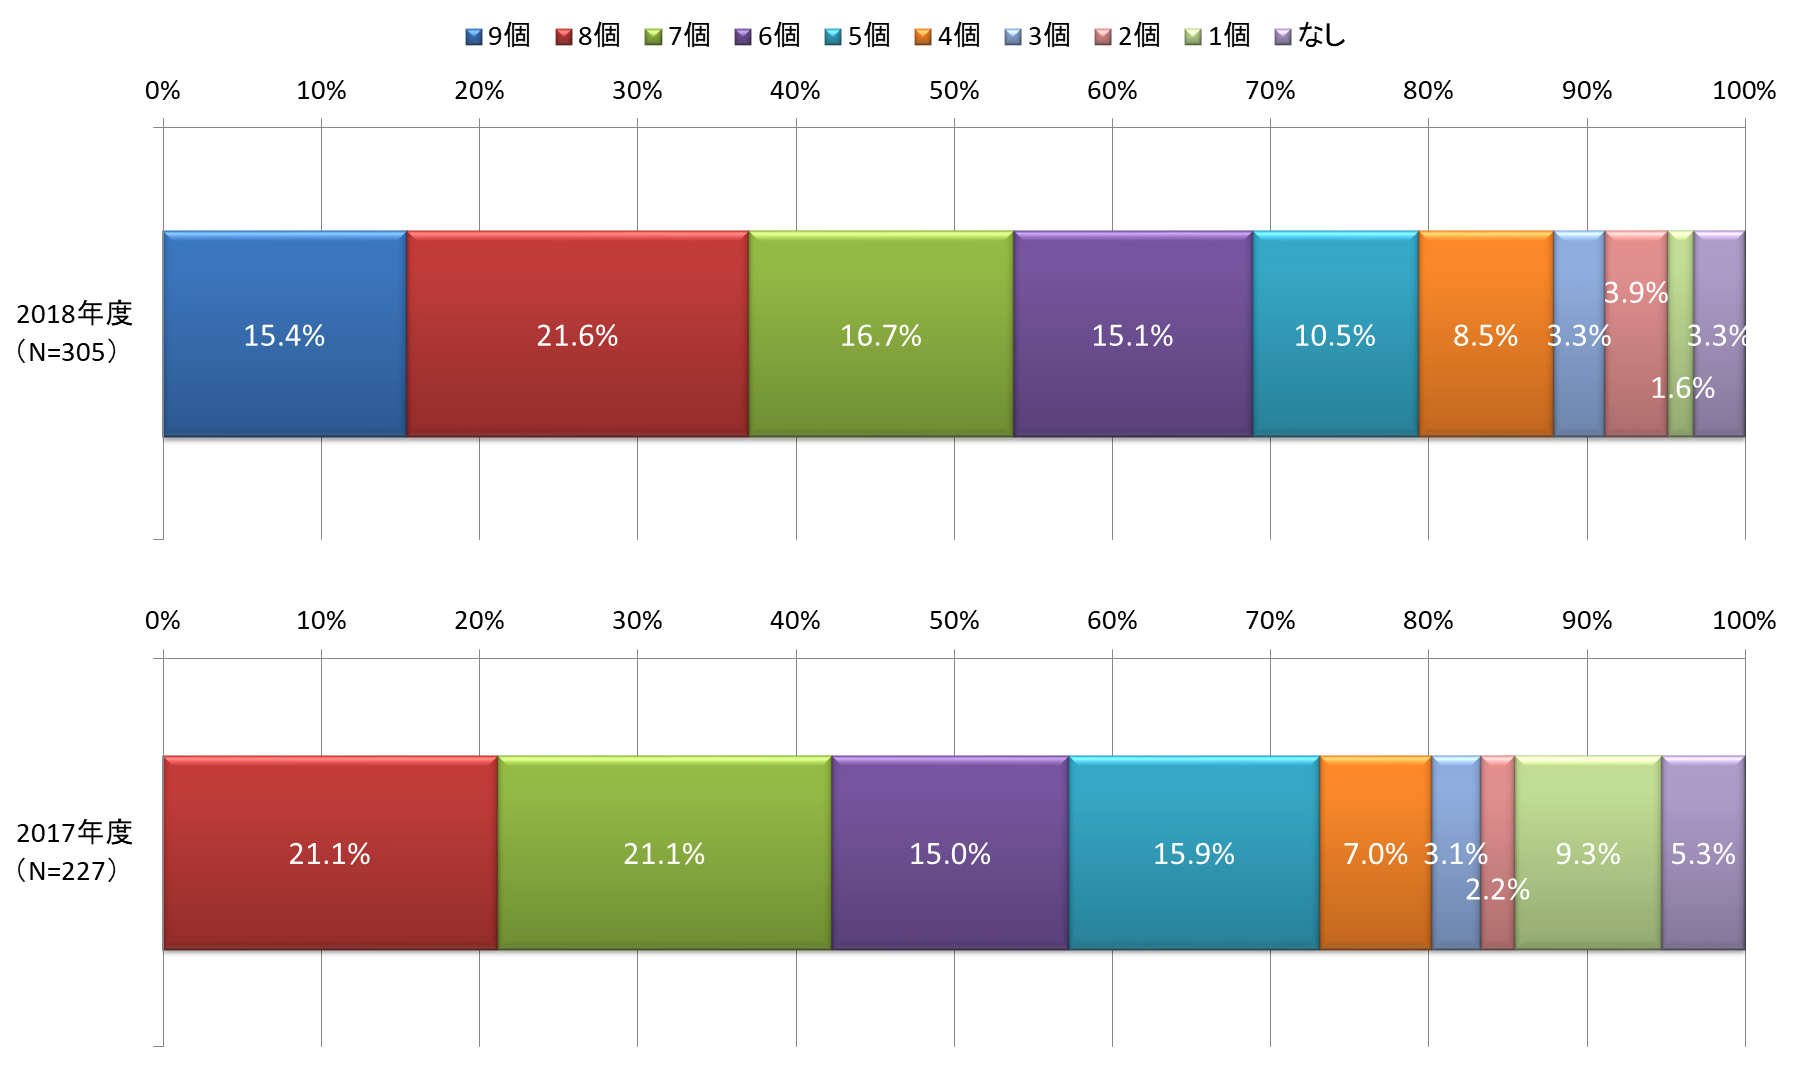 9個 8個 7個 6個 5個 4個 3個 2個 1個 なし
0% 10% 20% 30% 40% 50% 60% 70% 80% 90% 100%
2018年度
（N=305）
15.4% 21.6% 16.7% 15.1% 10.5% 8.5% 3.3% 3.9% 1.6% 3.3%
0% 10% 20% 30% 40% 50% 60% 70% 80% 90% 100%
2017年度
（N=227）
21.1% 21.1% 15.0% 15.9% 7.0% 3.1% 2.2% 9.3% 5.3%